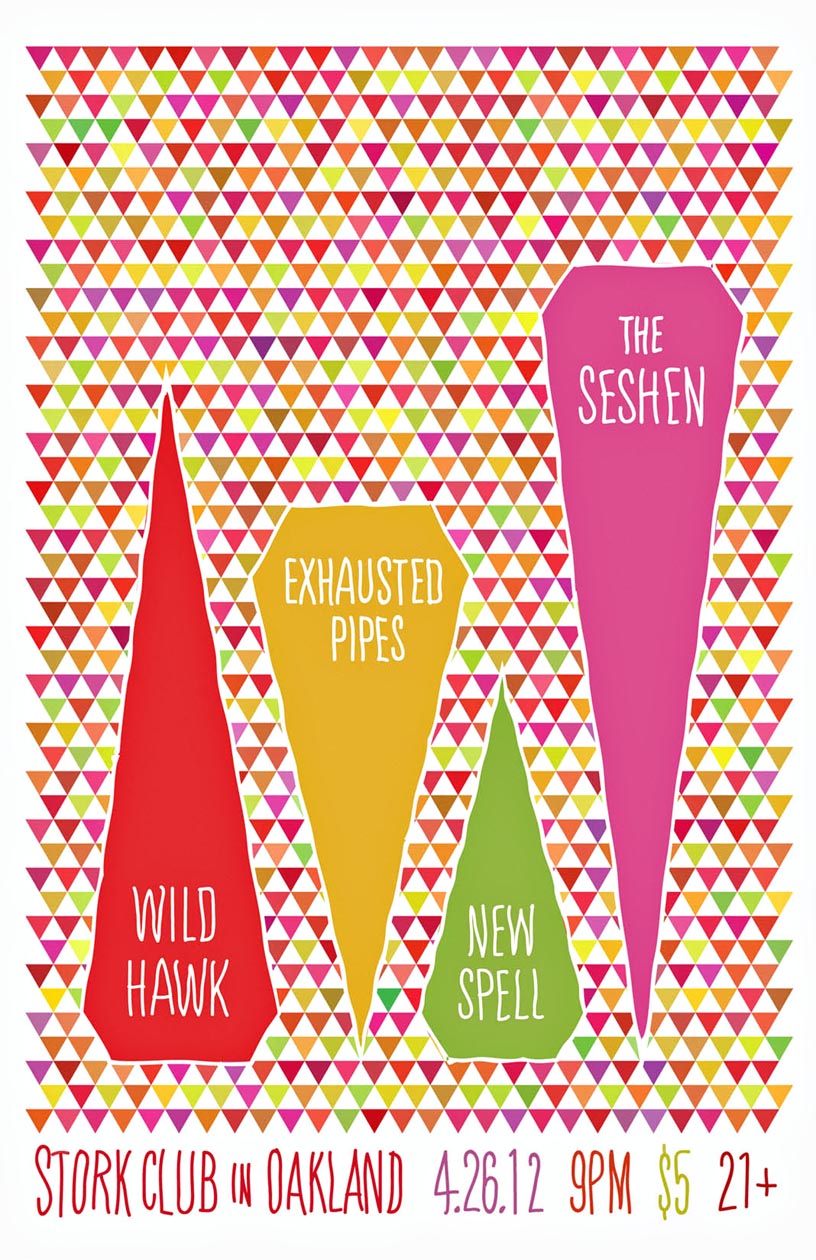 THE
SESHEN
EXHAUSTED
PIPES
WILD
HAWK
NEW
SPELL
STORK CLUB IN OAKLAND 4.26.12 9PM $5 21+